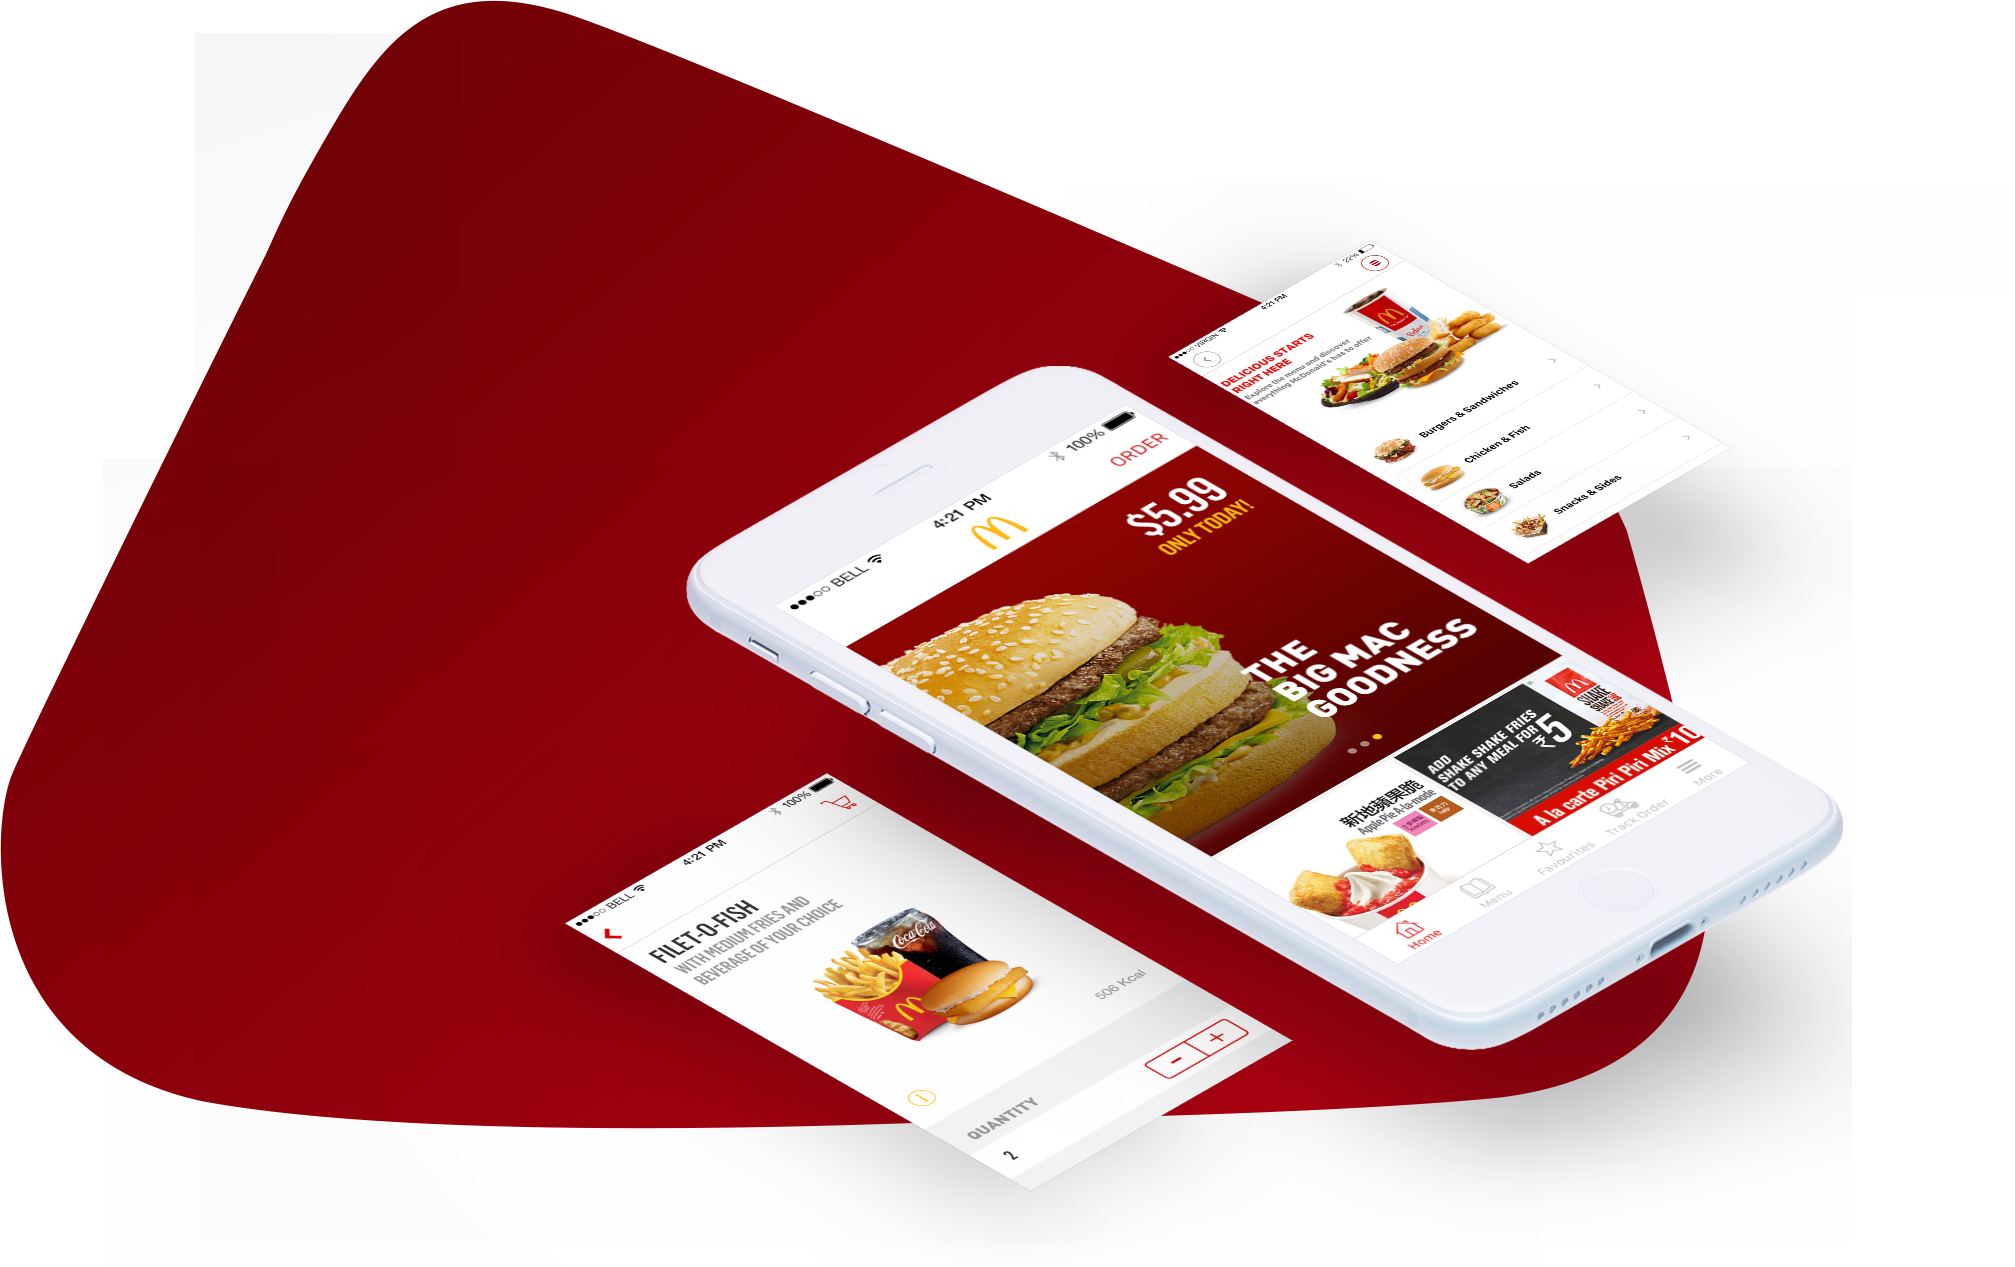 VIRGIN
4:21 PM
22%
DELICIOUS STARTS
RIGHT HERE
Explore the menu and discover
everything McDonald's has to offer
Burgers & Sandwiches
Chicken & Fish
Salads
Snacks & Sides
BELL
4:21 PM
100%
ORDER
$5.99
ONLY TODAY!
THE
BIG MAC
GOODNESS
新地蘋果脆
Apple Pie A-la-mode
ADD
SHAKE SHAKE FRIES
TO ANY MEAL FOR ₹5
SHAKE
SHAKE
A la carte Piri Piri Mix ₹10
Home
Menu
Favourites
Track Order
More
BELL
4:21 PM
100%
FILET-O-FISH
WITH MEDIUM FRIES AND
BEVERAGE OF YOUR CHOICE
Coca-Cola
506 Kcal
i
QUANTITY
- +
2